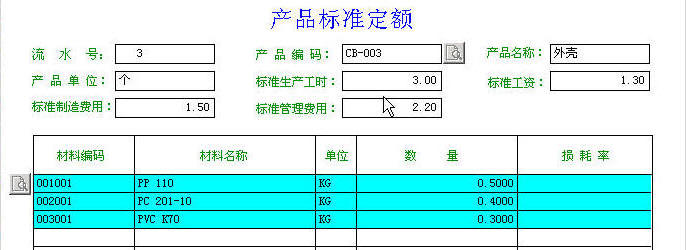 产品标准定额
流 水 号： 3 产 品 编 码： CB-003 产品名称： 外壳
产 品 单 位： 个 标准生产工时： 3.00 标准工资： 1.30
标准制造费用： 1.50 标准管理费用： 2.20
材料编码 材料名称 单位 数 量 损 耗 率
001001 PP 110 KG 0.5000
002001 PC 201-10 KG 0.4000
003001 PVC K70 KG 0.3000